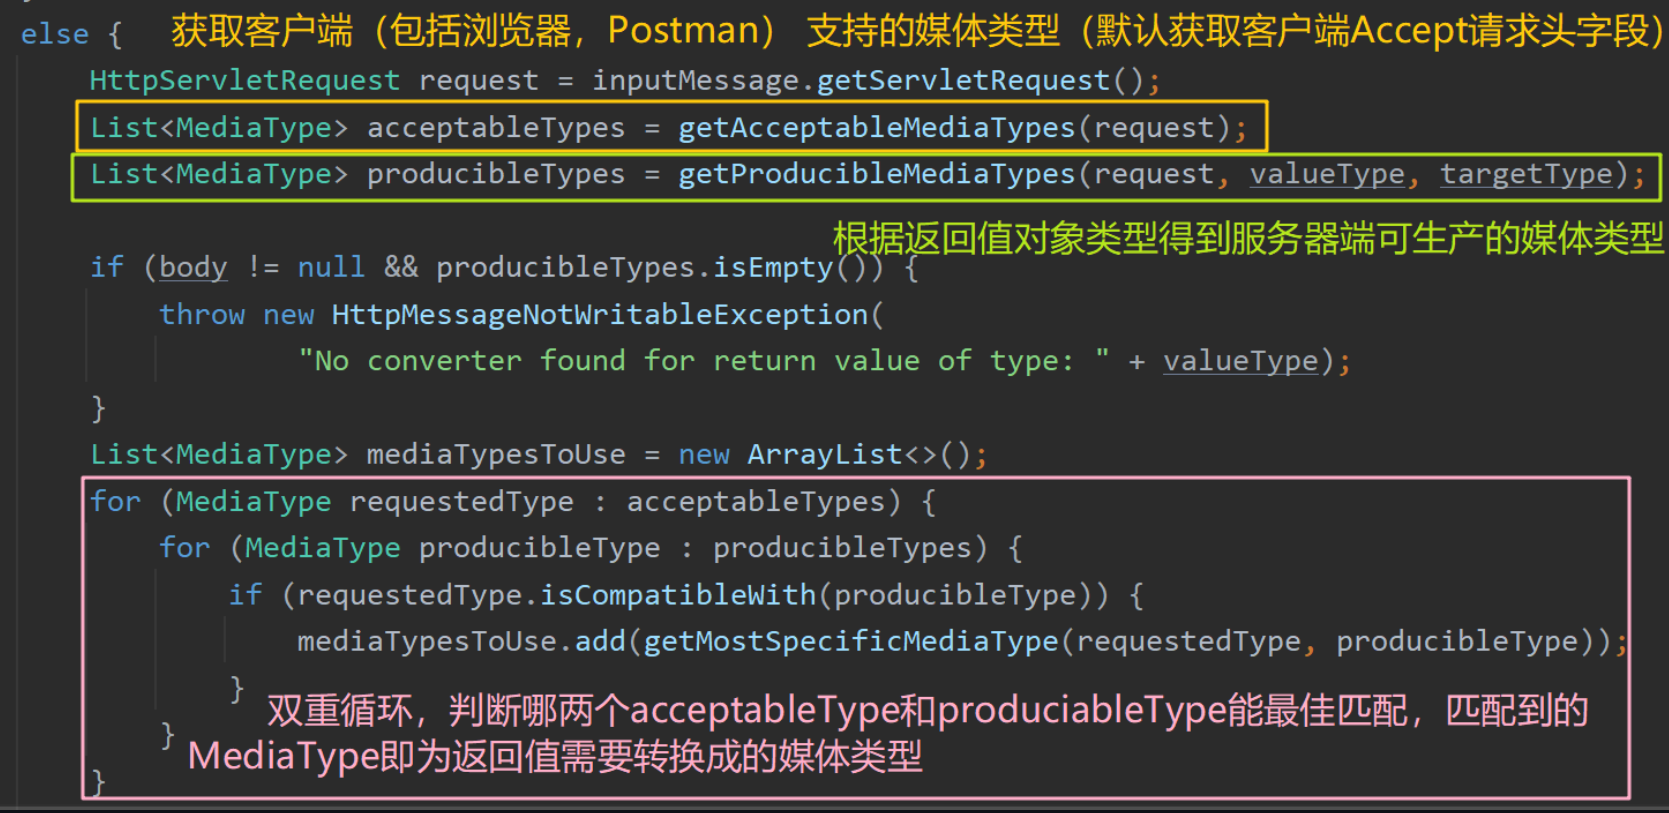 else {    获取客户端（包括浏览器，Postman） 支持的媒体类型（默认获取客户端Accept请求头字段）
HttpServletRequest request = inputMessage.getServletRequest();
List<MediaType> acceptableTypes = getAcceptableMediaTypes(request);
List<MediaType> producibleTypes = getProducibleMediaTypes(request, valueType, targetType);
根据返回值对象类型得到服务器端可生产的媒体类型
if (body != null && producibleTypes.isEmpty()) {
throw new HttpMessageNotWritableException(
"No converter found for return value of type: " + valueType);
}
List<MediaType> mediaTypesToUse = new ArrayList<>();
for (MediaType requestedType : acceptableTypes) {
for (MediaType producibleType : producibleTypes) {
if (requestedType.isCompatibleWith(producibleType)) {
mediaTypesToUse.add(getMostSpecificMediaType(requestedType, producibleType));
}
双重循环，判断哪两个acceptableType和produciableType能最佳匹配，匹配到的
}
MediaType即为返回值需要转换成的媒体类型
}